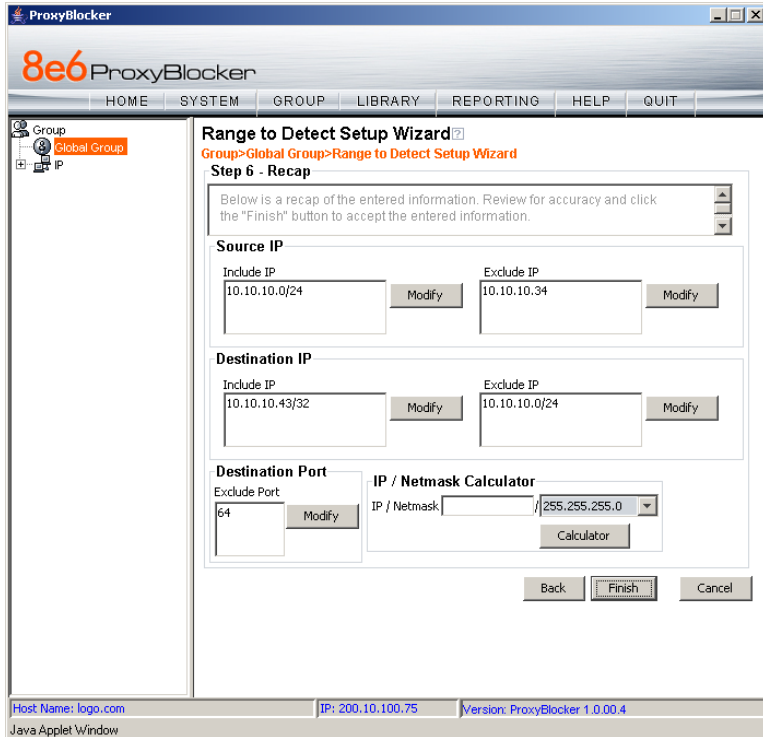 ProxyBlocker
8e6 ProxyBlocker
HOME SYSTEM GROUP LIBRARY REPORTING HELP QUIT
Group
Global Group
IP
Range to Detect Setup Wizard
Group>Global Group>Range to Detect Setup Wizard
Step 6 - Recap
Below is a recap of the entered information. Review for accuracy and click
the "Finish" button to accept the entered information.
Source IP
Include IP Exclude IP
10.10.10.0/24 Modify 10.10.10.34 Modify
Destination IP
Include IP Exclude IP
10.10.10.43/32 Modify 10.10.10.0/24 Modify
Destination Port
Exclude Port
64 Modify
IP / Netmask Calculator
IP / Netmask / 255.255.255.0
Calculator
Back Finish Cancel
Host Name: logo.com IP: 200.10.100.75 Version: ProxyBlocker 1.0.00.4
Java Applet Window